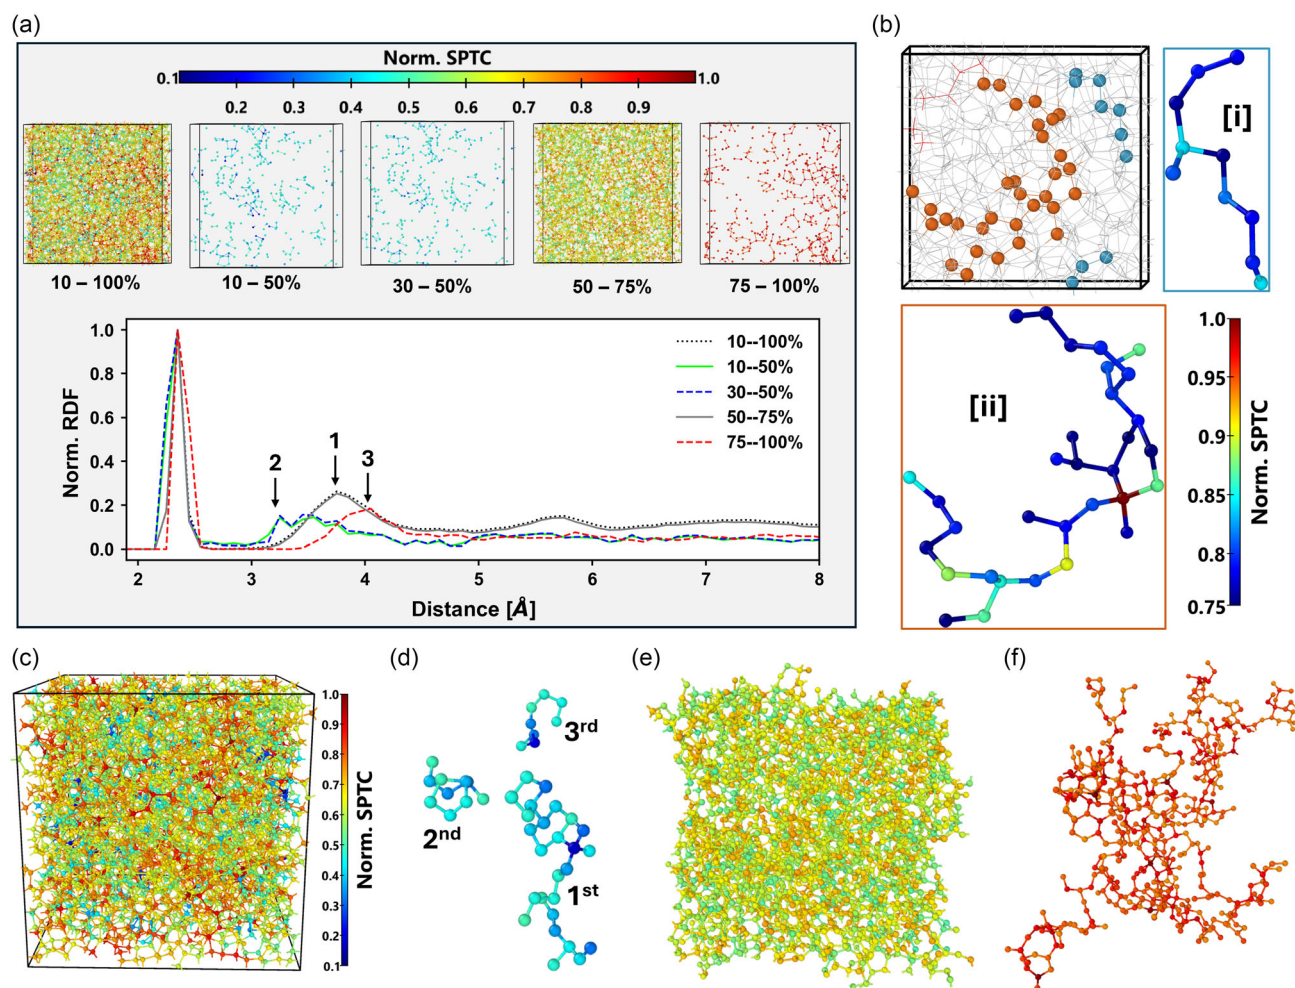 (a)
Norm. SPTC
0.1
1.0
0.2 0.3 0.4 0.5 0.6 0.7 0.8 0.9
10 – 100%
10 – 50%
30 – 50%
50 – 75%
75 – 100%
Norm. RDF
1.0
0.8
0.6
0.4
0.2
0.0
2
1
3
10--100%
10--50%
30--50%
50--75%
75--100%
2 3 4 5 6 7 8
Distance [Å]
(b)
[i]
[ii]
Norm. SPTC
1.0
0.95
0.9
0.85
0.8
0.75
(c)
Norm. SPTC
1.0
0.9
0.8
0.7
0.6
0.5
0.4
0.3
0.2
0.1
(d)
3rd
2nd
1st
(e)
(f)